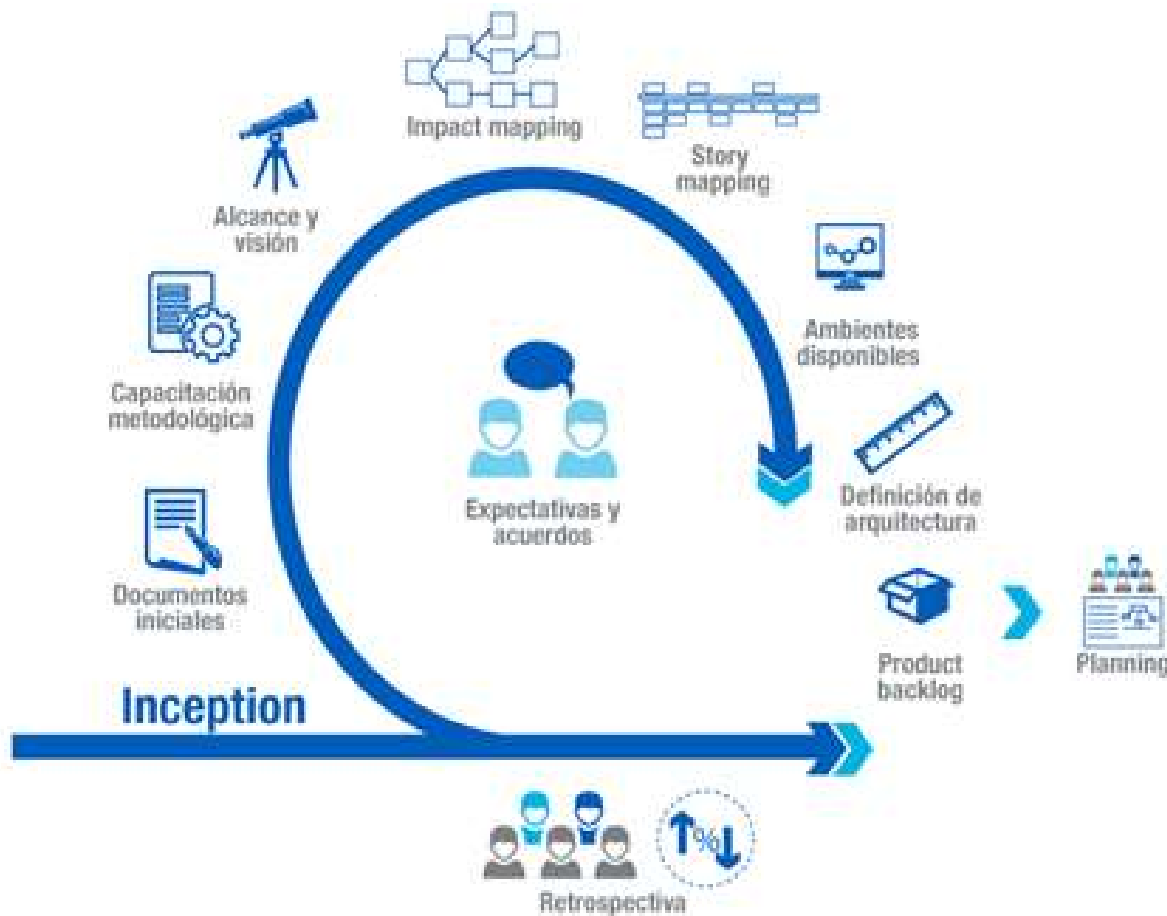 Impact mapping
Story
mapping
Alcance y
visión
Ambientes
disponibles
Capacitación
metodológica
Expectativas y
acuerdos
Definición de
arquitectura
Documentos
iniciales
Product
backlog
Planning
Inception
%
Retrospectiva